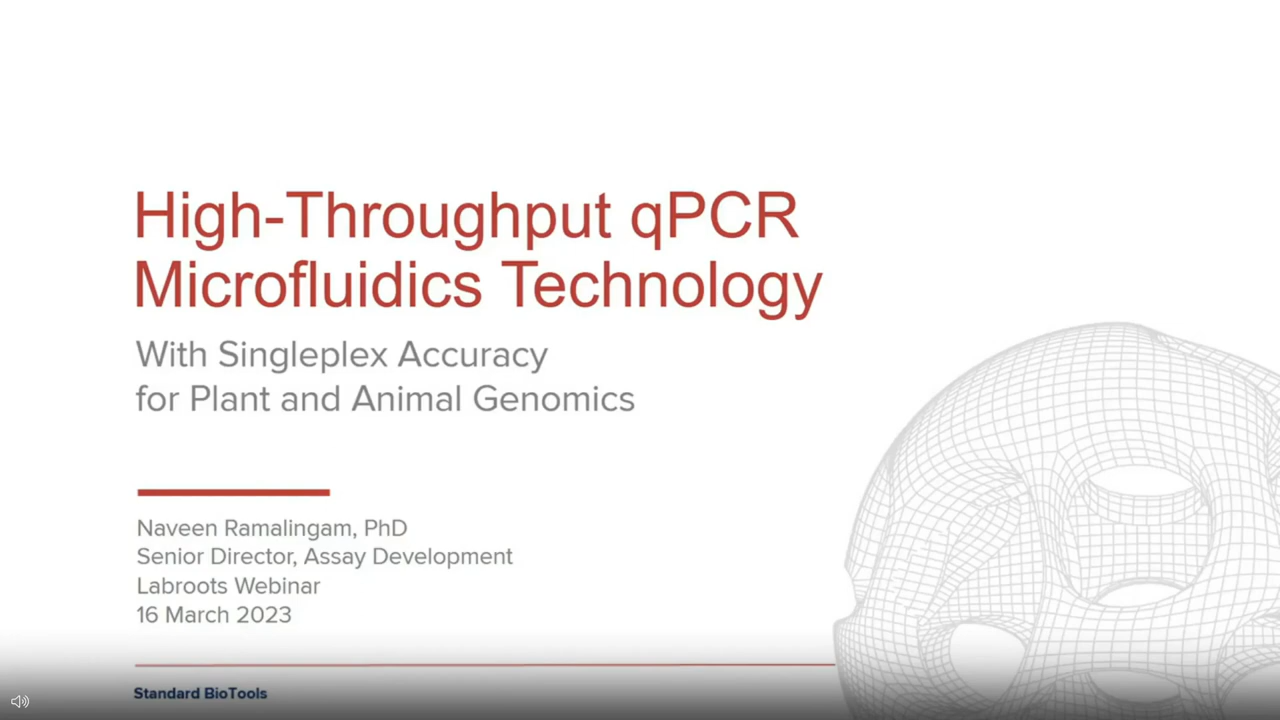 High-Throughput qPCR
Microfluidics Technology
With Singleplex Accuracy
for Plant and Animal Genomics
Naveen Ramalingam, PhD
Senior Director, Assay Development
Labroots Webinar
16 March 2023
Standard BioTools